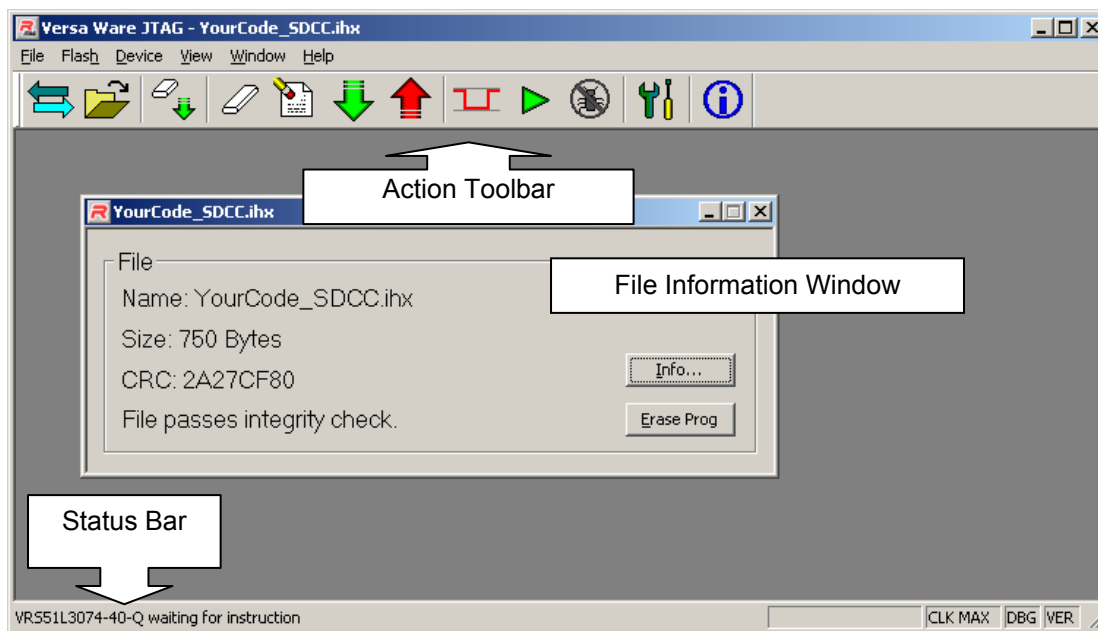 Versa Ware JTAG - YourCode_SDCC.ihx
File Flash Device View Window Help
Action Toolbar
YourCode_SDCC.ihx
File Information Window
File
Name: YourCode_SDCC.ihx
Size: 750 Bytes
CRC: 2A27CF80
File passes integrity check.
Info...
Erase Prog
Status Bar
VRS51L3074-40-Q waiting for instruction
CLK MAX DBG VER